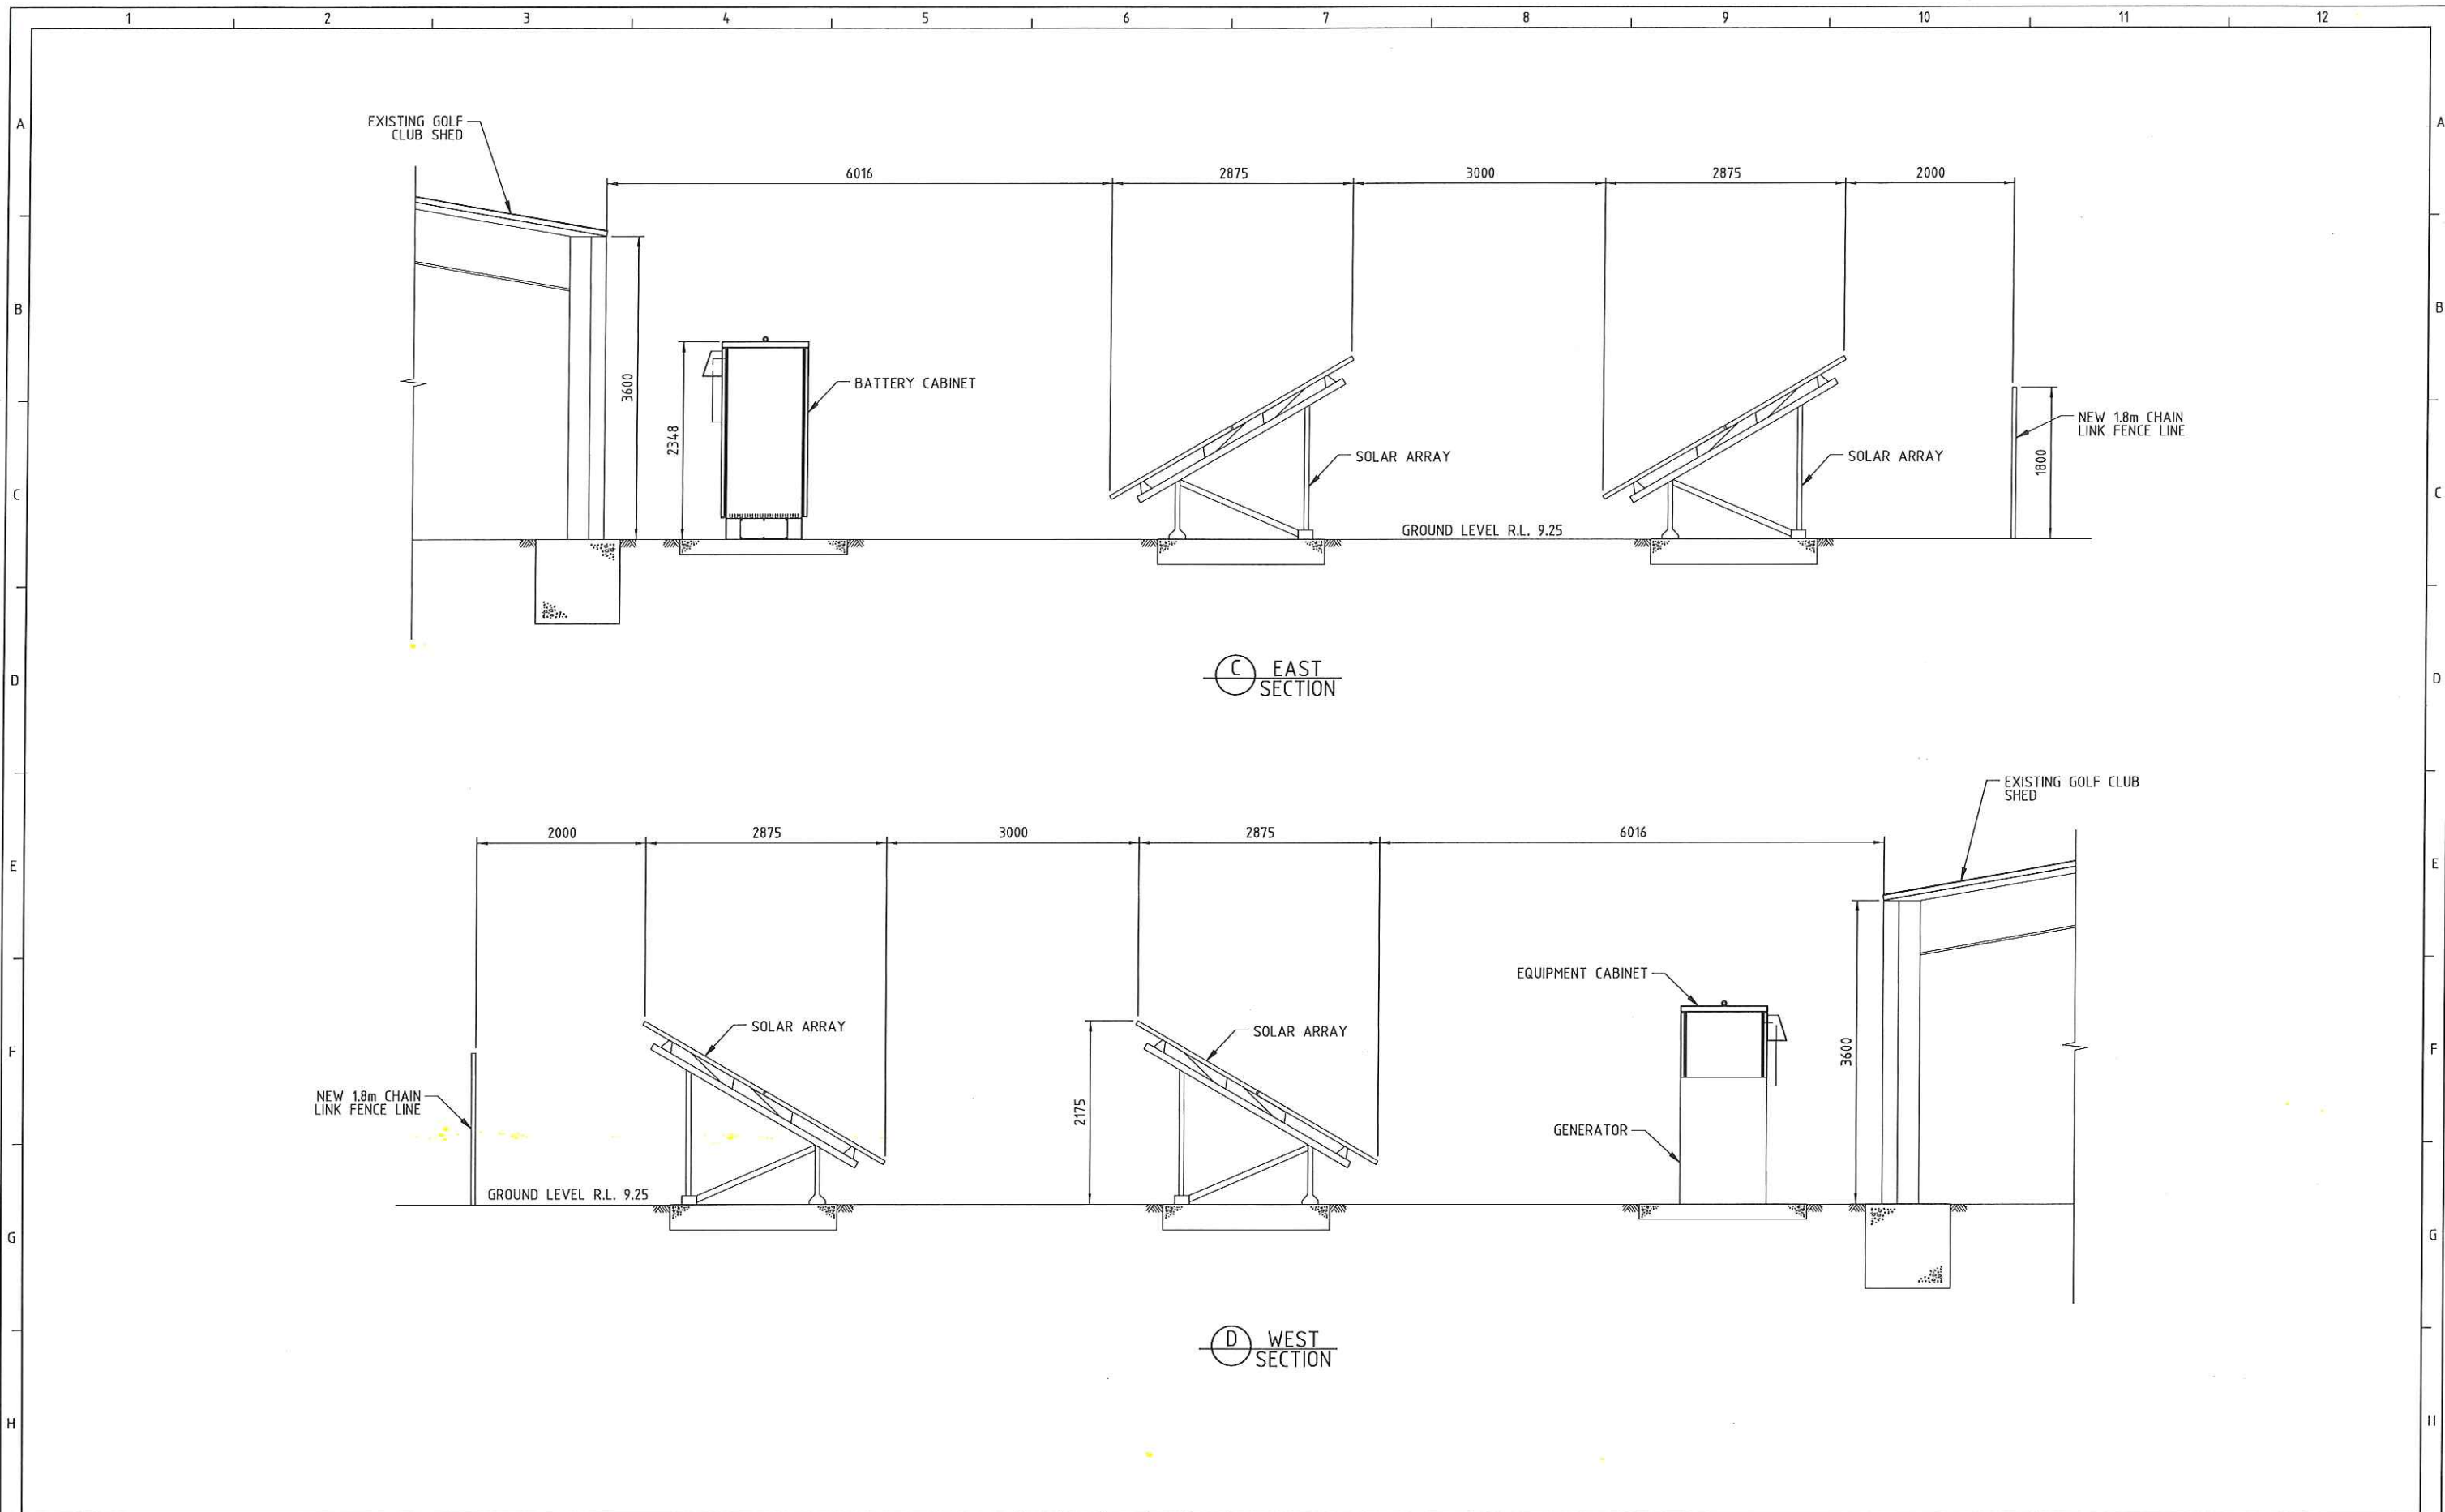 1 2 3 4 5 6 7 8 9 10 11 12
A
A
EXISTING GOLF
CLUB SHED
6016 2875 3000 2875 2000
B
B
3600
2348
BATTERY CABINET
SOLAR ARRAY
SOLAR ARRAY
NEW 1.8m CHAIN
LINK FENCE LINE
1800
C
C
GROUND LEVEL R.L. 9.25
C EAST
SECTION
D
D
EXISTING GOLF CLUB
SHED
2000 2875 3000 2875 6016
E
E
EQUIPMENT CABINET
SOLAR ARRAY
SOLAR ARRAY
F
F
3600
NEW 1.8m CHAIN
LINK FENCE LINE
2175
GENERATOR
GROUND LEVEL R.L. 9.25
G
G
D WEST
SECTION
H
H